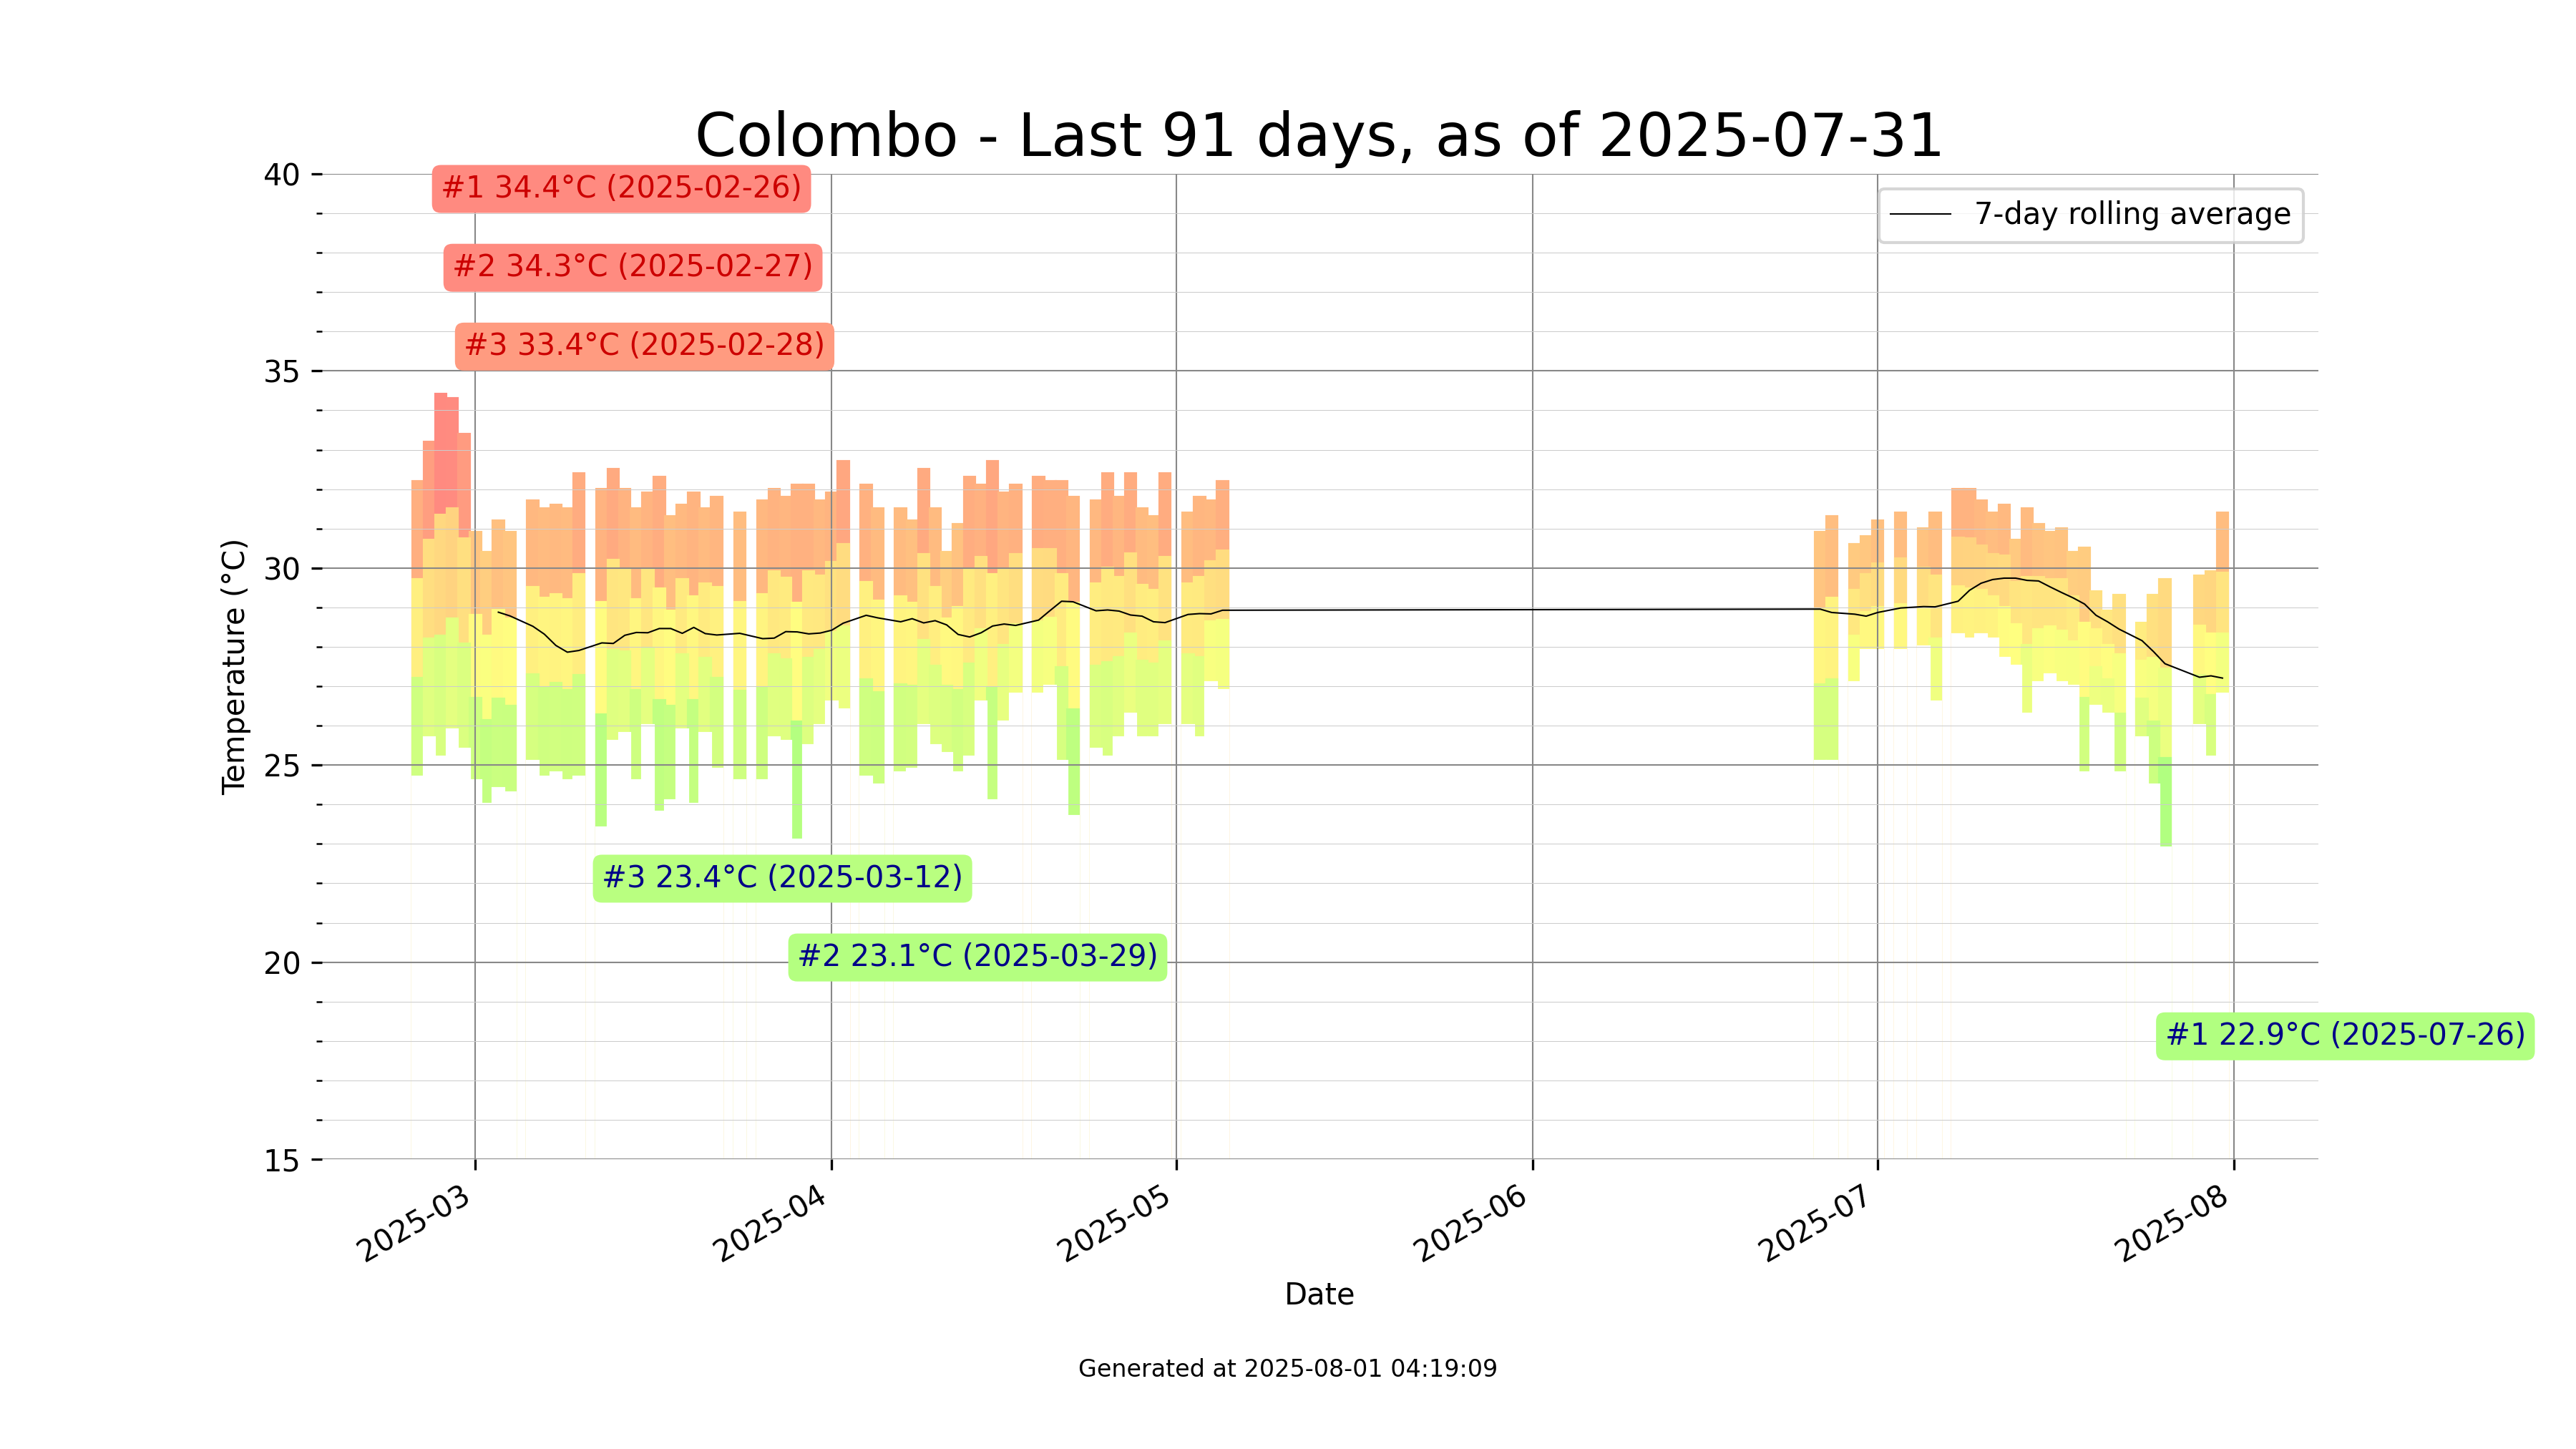 Colombo - Last 91 days, as of 2025-07-31
40
#1 34.4°C (2025-02-26)
7-day rolling average
#2 34.3°C (2025-02-27)
#3 33.4°C (2025-02-28)
35
30
Temperature (°C)
25
#3 23.4°C (2025-03-12)
#2 23.1°C (2025-03-29)
20
#1 22.9°C (2025-07-26)
15
2025-03
2025-04
2025-05
2025-06
2025-07
2025-08
Date
Generated at 2025-08-01 04:19:09